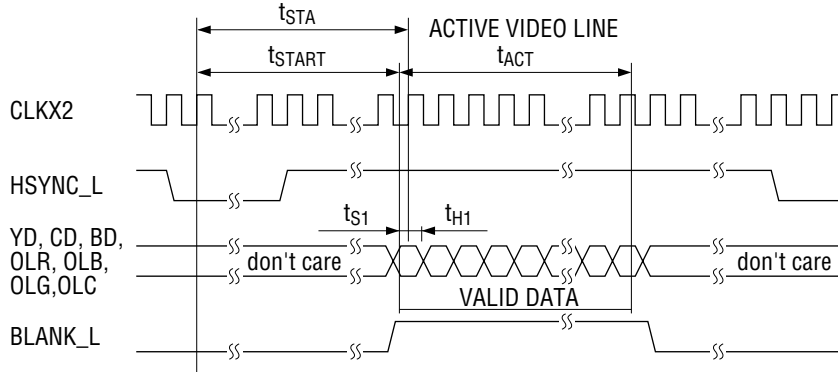 tSTA
ACTIVE VIDEO LINE
tSTART
tACT
CLKX2
HSYNC_L
tS1
tH1
YD, CD, BD,
OLR, OLB,
OLG,OLC
don't care
don't care
VALID DATA
BLANK_L